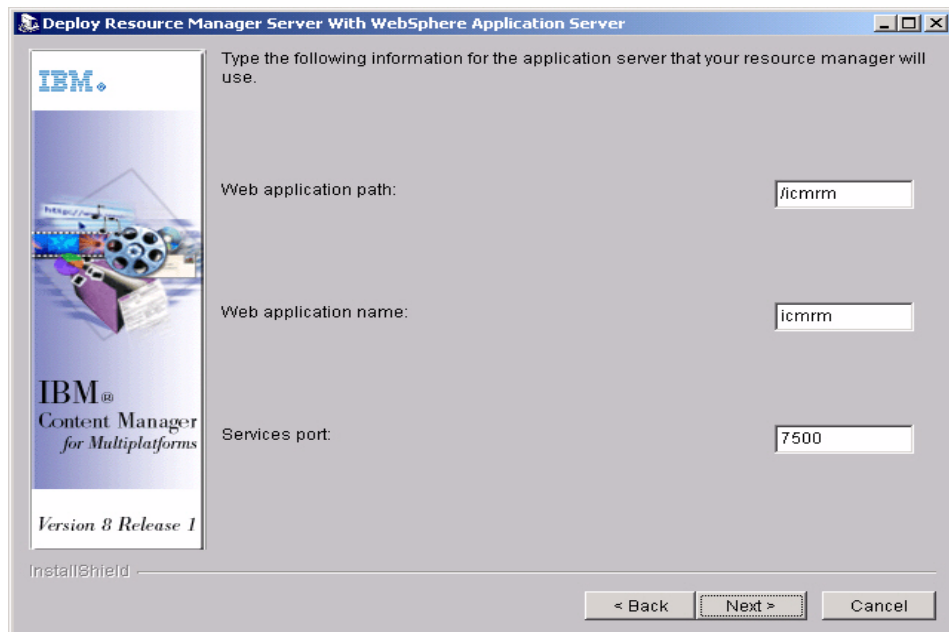 Deploy Resource Manager Server With WebSphere Application Server
IBM®
Type the following information for the application server that your resource manager will
use.
Web application path:
/icmrm
Web application name:
icmrm
IBM®
Content Manager
for Multiplatforms
Services port:
7500
Version 8 Release 1
InstallShield
< Back
Next >
Cancel